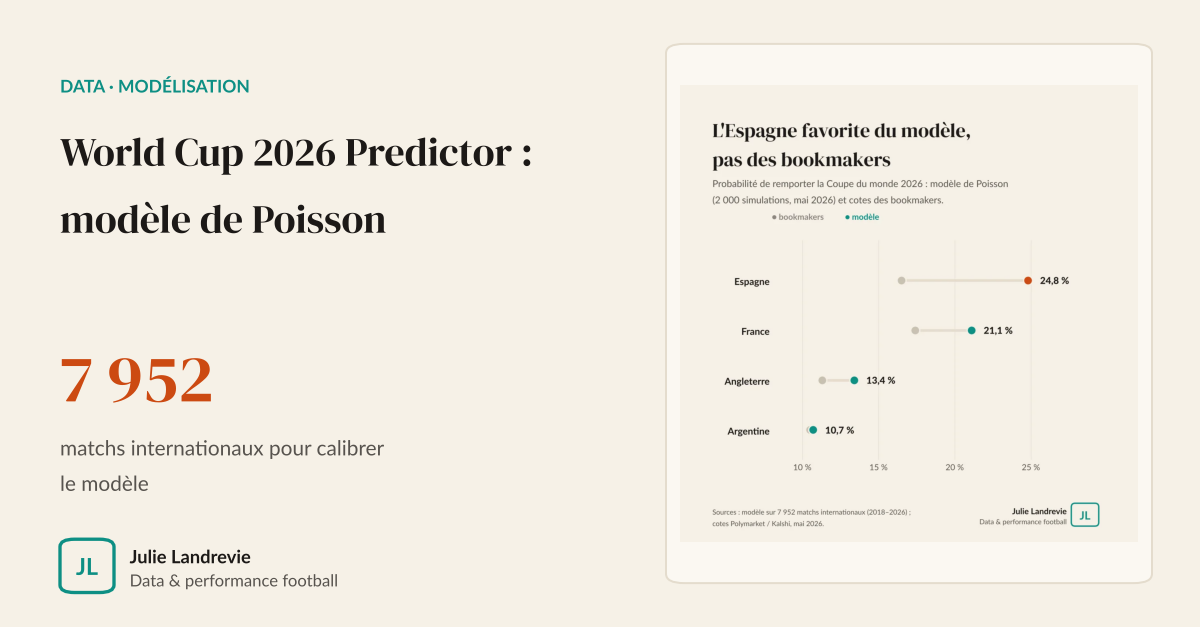 DATA · MODÉLISATION
World Cup 2026 Predictor :
modèle de Poisson
7 952
matchs internationaux pour calibrer
le modèle
JL
Julie Landrevie
Data & performance football
L'Espagne favorite du modèle,
pas des bookmakers
Probabilité de remporter la Coupe du monde 2026 : modèle de Poisson
(2 000 simulations, mai 2026) et cotes des bookmakers.
bookmakers modèle
Espagne 24,8 %
France 21,1 %
Angleterre 13,4 %
Argentine 10,7 %
10 % 15 % 20 % 25 %
Sources : modèle sur 7 952 matchs internationaux (2018–2026) ;
cotes Polymarket / Kalshi, mai 2026.
Julie Landrevie
Data & performance football
JL